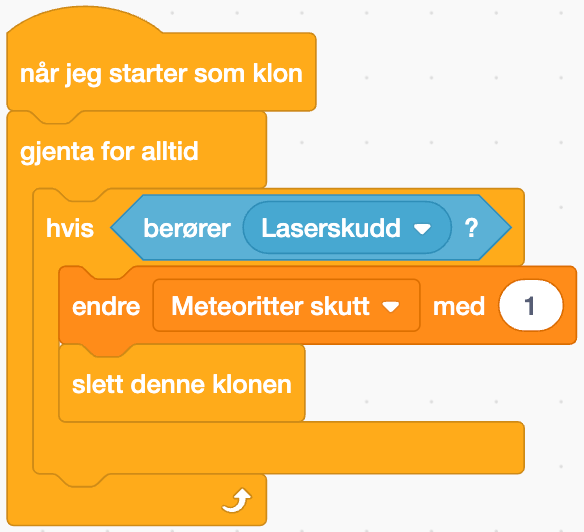 når jeg starter som klon
gjenta for alltid
hvis berører Laserskudd ?
endre Meteoritter skutt med 1
slett denne klonen